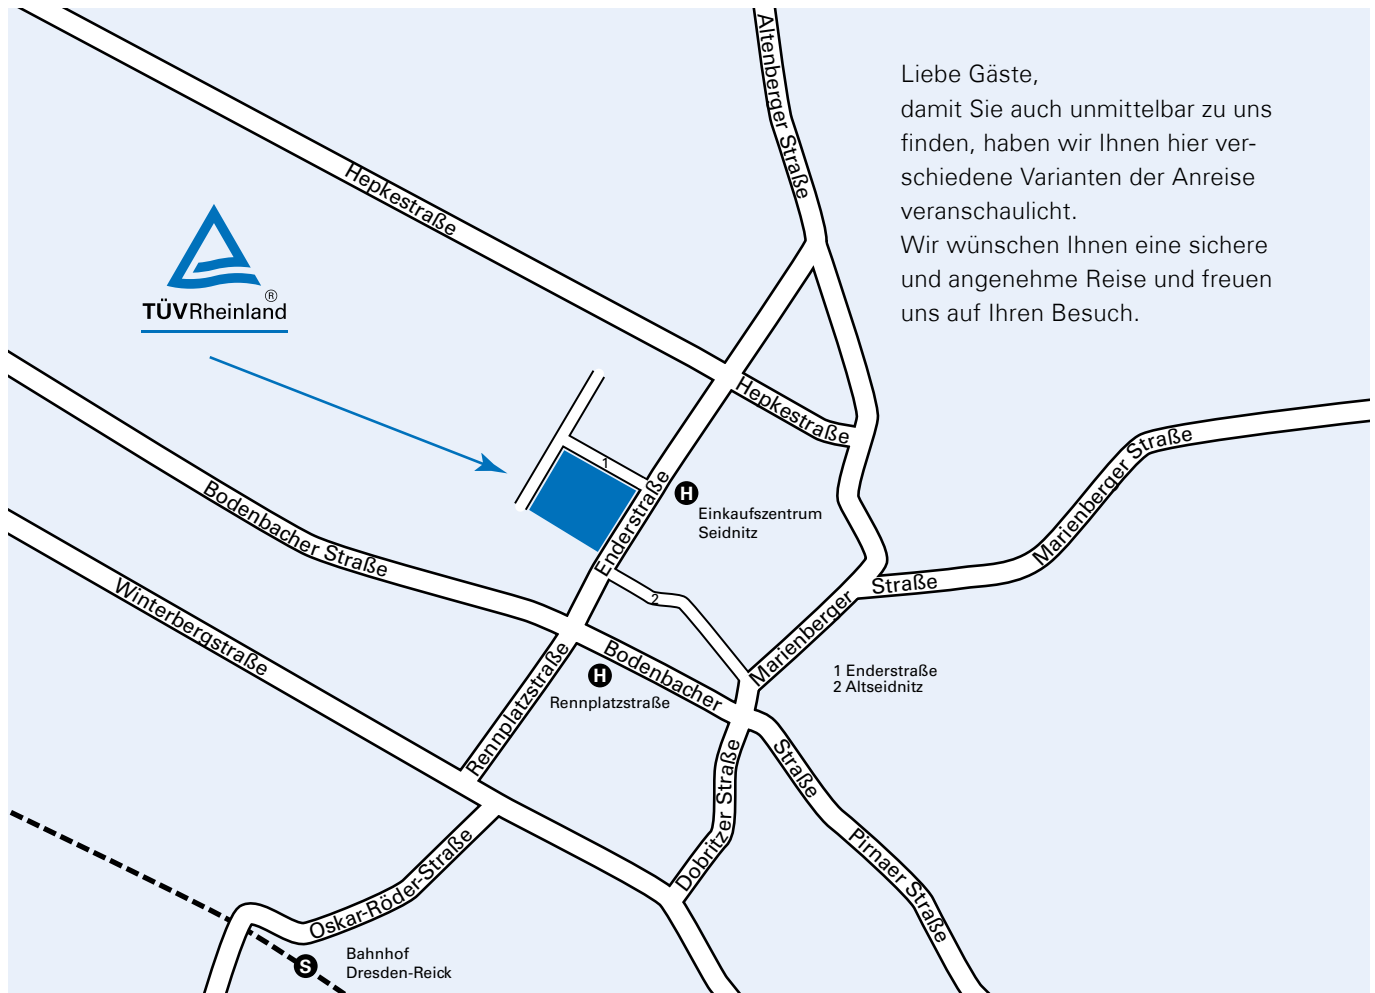 Altenberger Straße
Liebe Gäste,
damit Sie auch unmittelbar zu uns
finden, haben wir Ihnen hier ver-
schiedene Varianten der Anreise
veranschaulicht.
Wir wünschen Ihnen eine sichere
und angenehme Reise und freuen
uns auf Ihren Besuch.
Hepkestraße
®
TÜVRheinland
Hepkestraße
1
Enderstraße
H
Einkaufszentrum
Seidnitz
Marienberger Straße
Marienberger
Straße
Bodenbacher Straße
Winterbergstraße
2
Marienberger
Rennplatzstraße
Bodenbacher
H
Rennplatzstraße
1 Enderstraße
2 Altseidnitz
Straße
Dobritzer Straße
Pirnaer Straße
Oskar-Röder-Straße
S
Bahnhof
Dresden-Reick